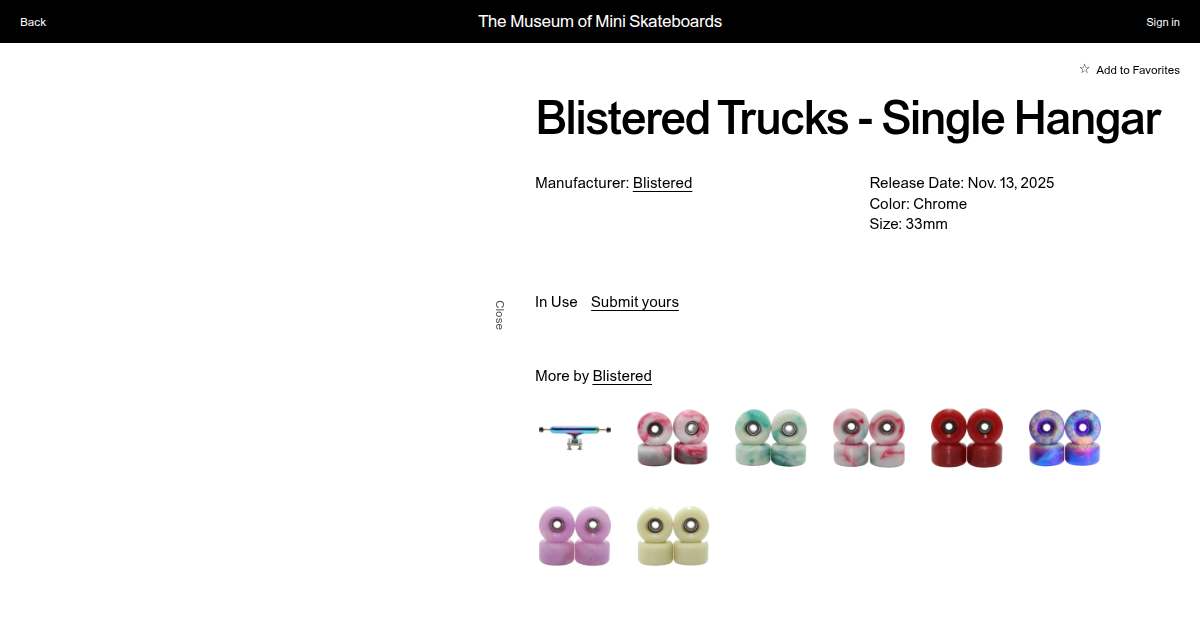 Back
The Museum of Mini Skateboards
Sign in
☆ Add to Favorites
Blistered Trucks - Single Hangar
Manufacturer: Blistered
Release Date: Nov. 13, 2025
Color: Chrome
Size: 33mm
Close
In Use Submit yours
More by Blistered